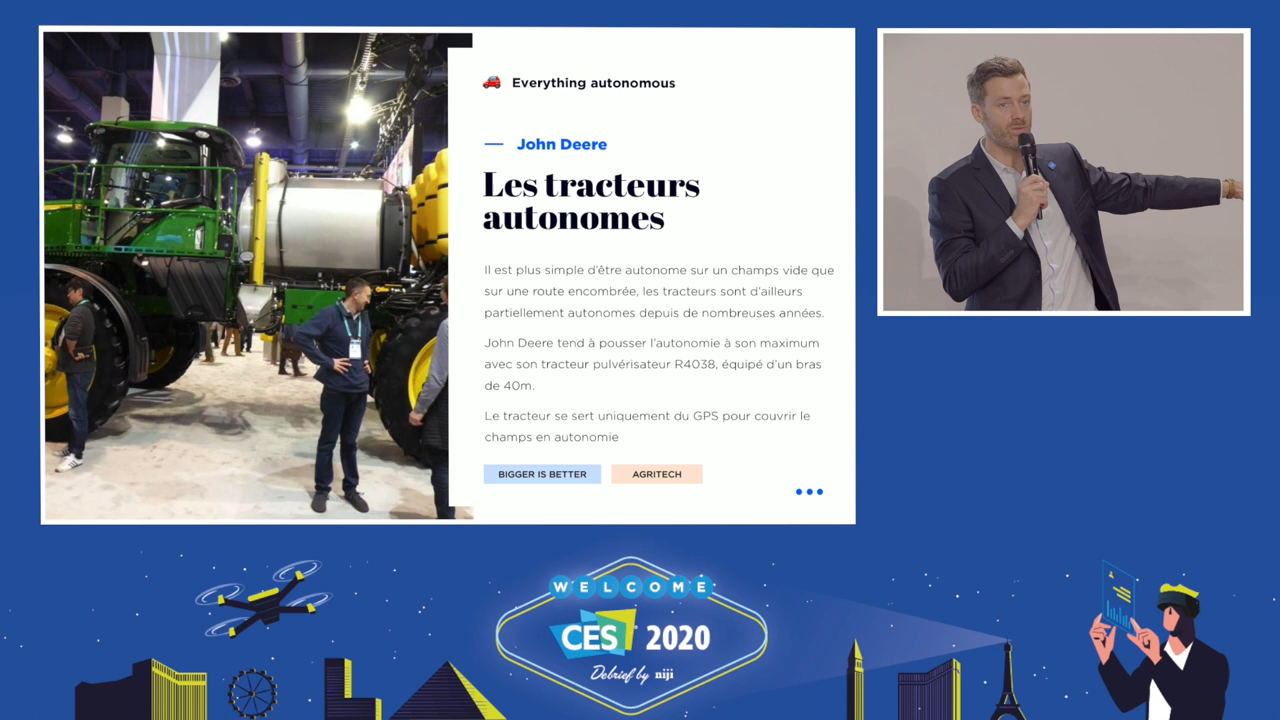 Everything autonomous
— John Deere
Les tracteurs
autonomes
Il est plus simple d'être autonome sur un champs vide que
sur une route encombrée, les tracteurs sont d'ailleurs
partiellement autonomes depuis de nombreuses années.
John Deere tend à pousser l'autonomie à son maximum
avec son tracteur pulvérisateur R4038, équipé d'un bras
de 40m.
Le tracteur se sert uniquement du GPS pour couvrir le
champs en autonomie
BIGGER IS BETTER
AGRITECH
WELCOME
CES 2020
Debrief by niji